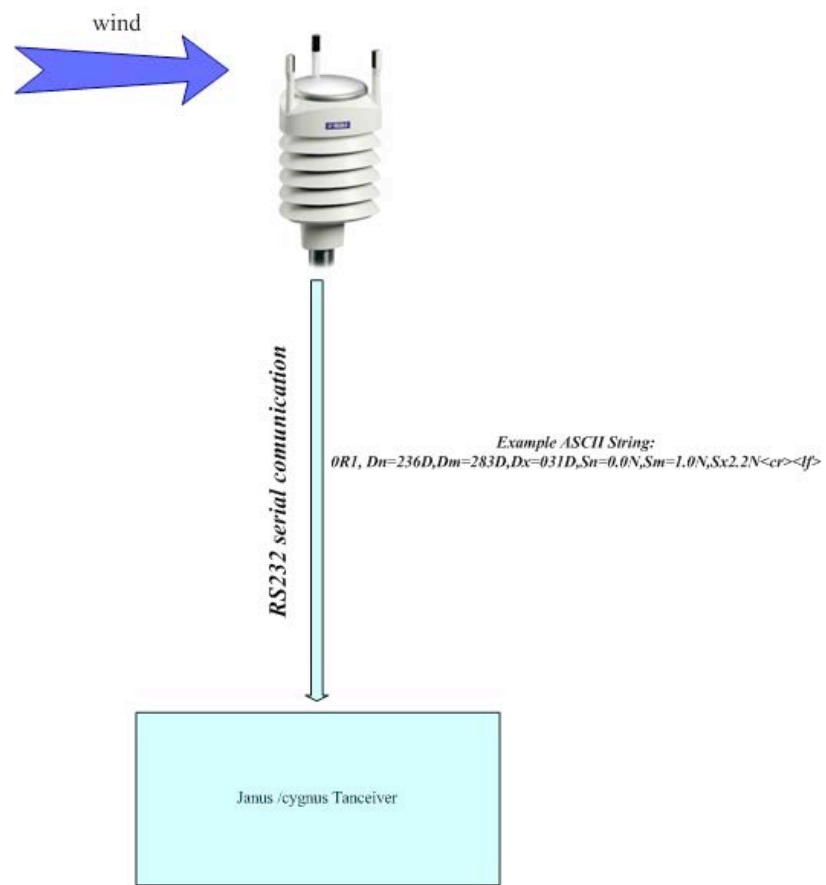 wind
RS232 serial comunication
Example ASCII String:
0R1, Dn=236D,Dm=283D,Dx=031D,Sn=0.0N,Sm=1.0N,Sx2.2N<cr><lf>
Janus /cygnus Tanceiver